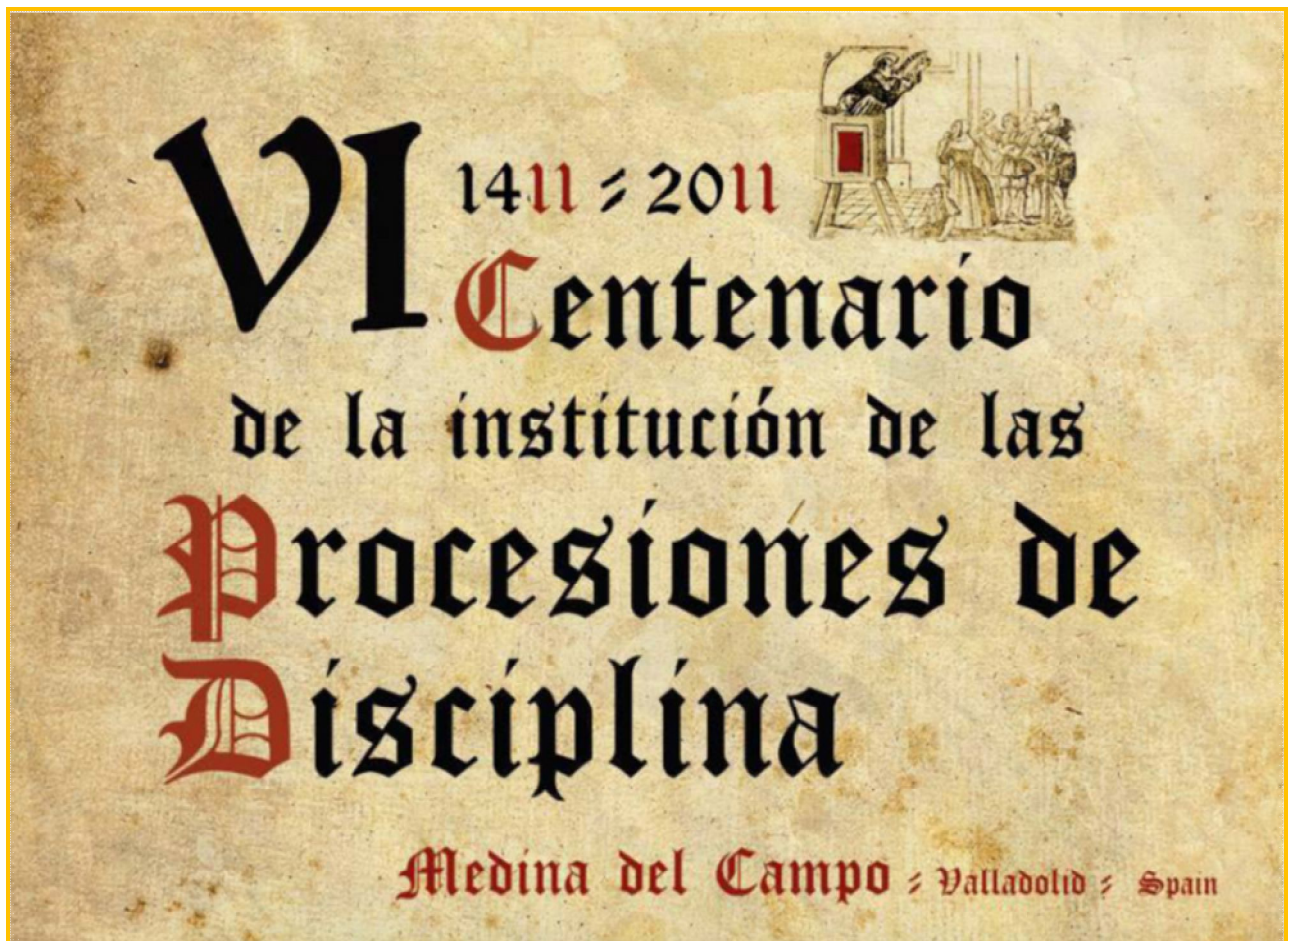 VI
1411 - 2011
Centenario
de la institución de las
Procesiones de
Disciplina
Medina del Campo - Valladolid - Spain